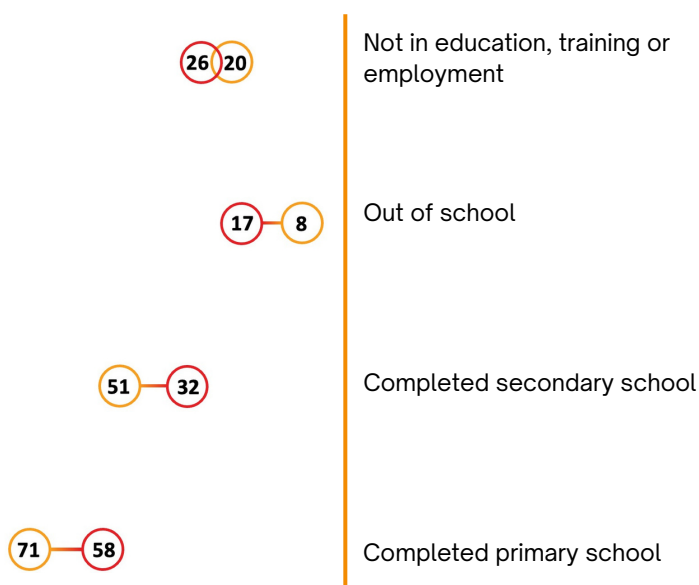 26 20 Not in education, training or
employment
17 8 Out of school
51 32 Completed secondary school
71 58 Completed primary school